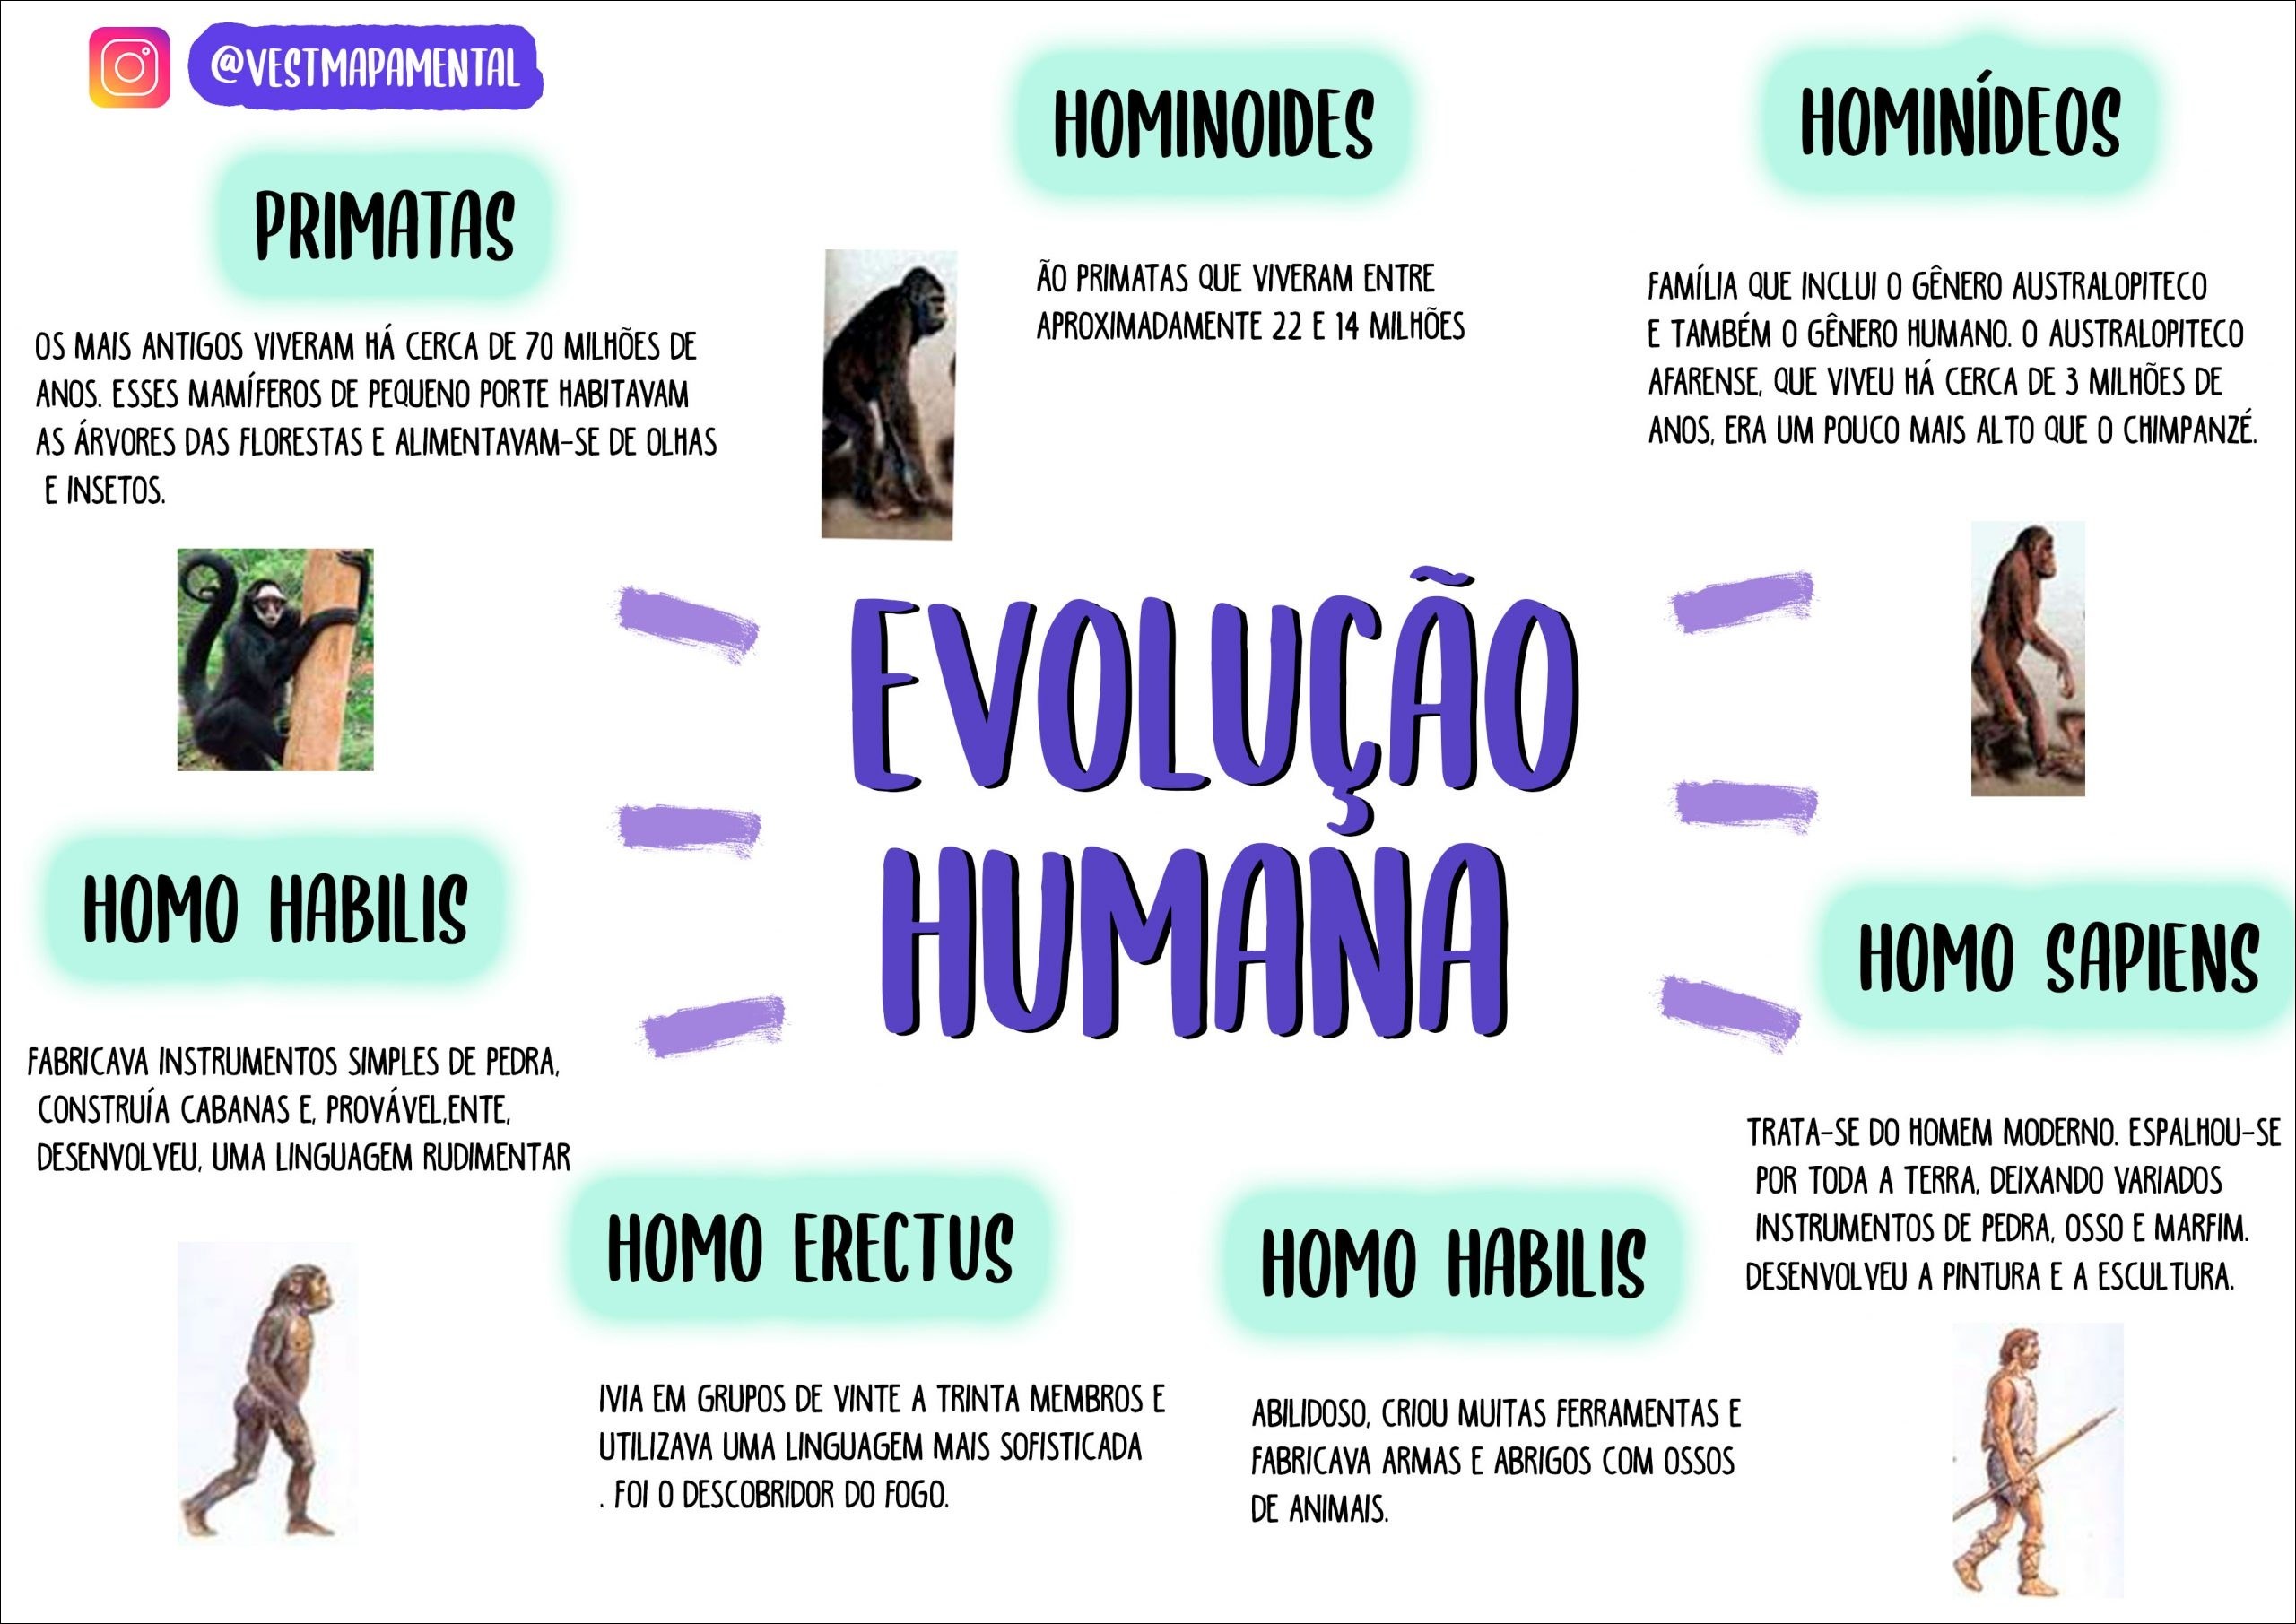 @VESTMAPAMENTAL
PRIMATAS
OS MAIS ANTIGOS VIVERAM HÁ CERCA DE 70 MILHÕES DE
ANOS. ESSES MAMÍFEROS DE PEQUENO PORTE HABITAVAM
AS ÁRVORES DAS FLORESTAS E ALIMENTAVAM-SE DE OLHAS
E INSETOS.
HOMINOIDES
ÃO PRIMATAS QUE VIVERAM ENTRE
APROXIMADAMENTE 22 E 14 MILHÕES
HOMINÍDEOS
FAMÍLIA QUE INCLUI O GÊNERO AUSTRALOPITECO
E TAMBÉM O GÊNERO HUMANO. O AUSTRALOPITECO
AFARENSE, QUE VIVEU HÁ CERCA DE 3 MILHÕES DE
ANOS, ERA UM POUCO MAIS ALTO QUE O CHIMPANZÉ.
EVOLUÇÃO
HUMANA
HOMO HABILIS
FABRICAVA INSTRUMENTOS SIMPLES DE PEDRA,
CONSTRUÍA CABANAS E, PROVÁVEL,ENTE,
DESENVOLVEU, UMA LINGUAGEM RUDIMENTAR
HOMO ERECTUS
IVIA EM GRUPOS DE VINTE A TRINTA MEMBROS E
UTILIZAVA UMA LINGUAGEM MAIS SOFISTICADA
. FOI O DESCOBRIDOR DO FOGO.
HOMO HABILIS
ABILIDOSO, CRIOU MUITAS FERRAMENTAS E
FABRICAVA ARMAS E ABRIGOS COM OSSOS
DE ANIMAIS.
HOMO SAPIENS
TRATA-SE DO HOMEM MODERNO. ESPALHOU-SE
POR TODA A TERRA, DEIXANDO VARIADOS
INSTRUMENTOS DE PEDRA, OSSO E MARFIM.
DESENVOLVEU A PINTURA E A ESCULTURA.